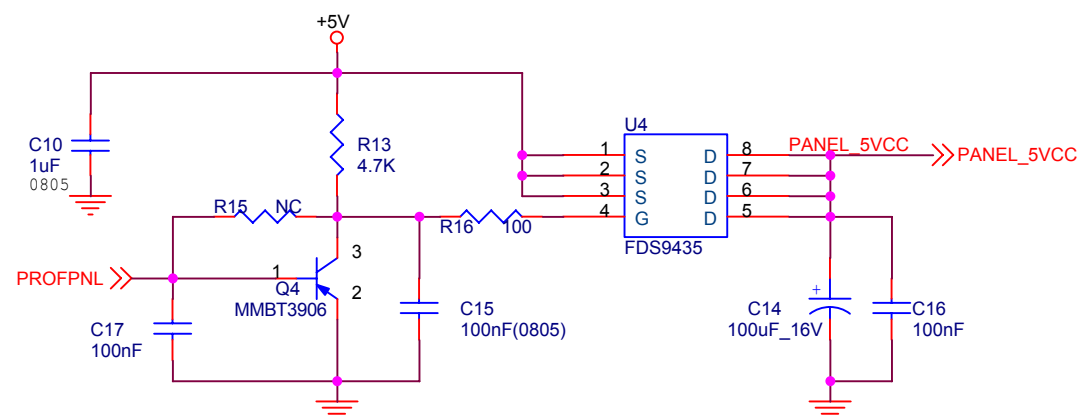 +5V
C10
1uF
0805
R13
4.7K
U4
1 S D 8
2 S D 7
3 S D 6
4 G D 5
FDS9435
PANEL_5VCC
PANEL_5VCC
R15 NC
R16 100
PROFPNL
1
3
2
Q4
MMBT3906
C17
100nF
C15
100nF(0805)
+
C14
100uF_16V
C16
100nF